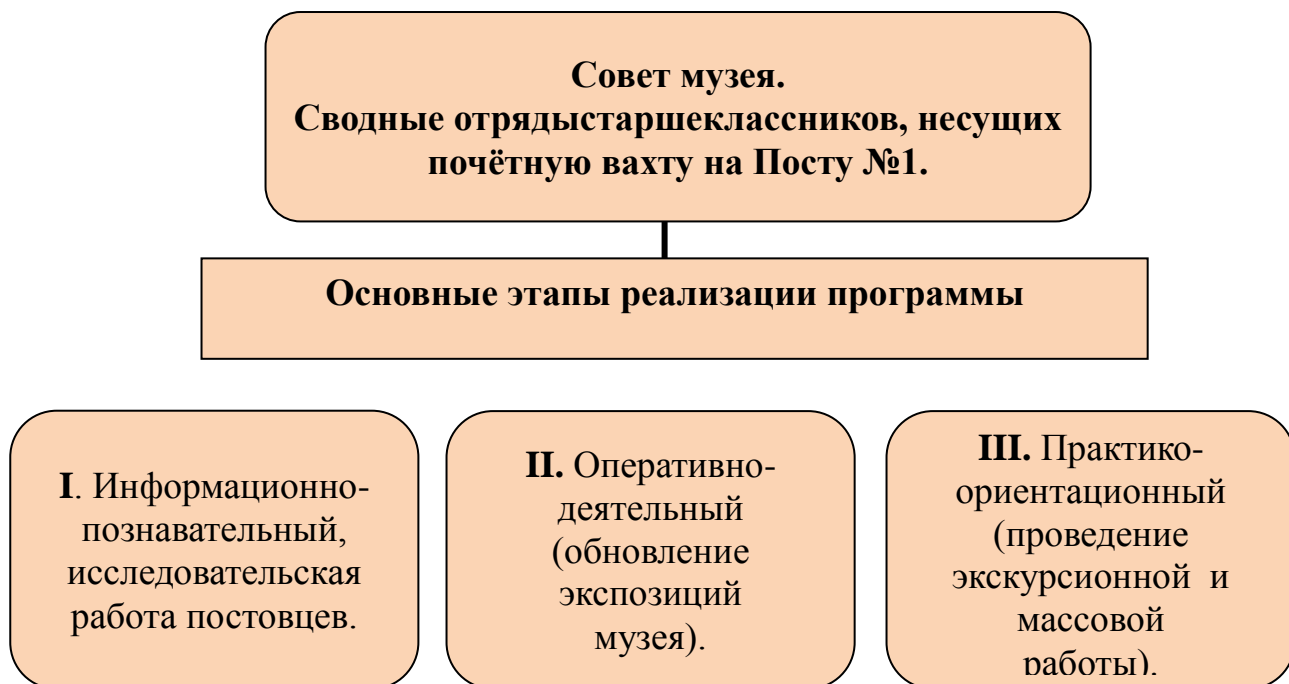 Совет музея.
Сводные отрядыстаршеклассников, несущих
почётную вахту на Посту №1.
Основные этапы реализации программы
I. Информационно-
познавательный,
исследовательская
работа постовцев.
II. Оперативно-
деятельный
(обновление
экспозиций
музея).
III. Практико-
ориентационный
(проведение
экскурсионной и
массовой
работы).